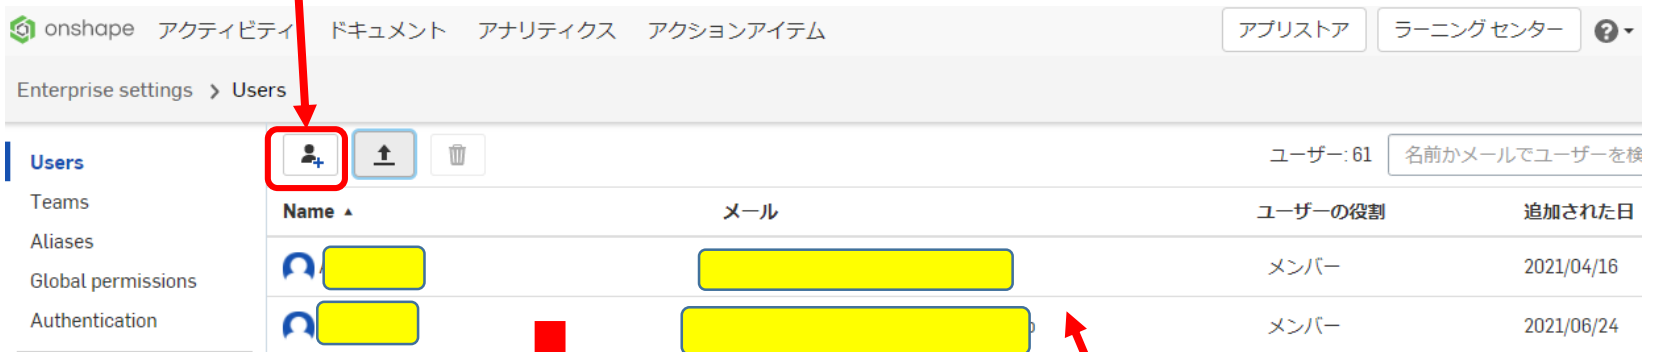 onshape アクティビティ ドキュメント アナリティクス アクションアイテム アプリストア ラーニング センター
Enterprise settings > Users
Users
ユーザー: 61 名前かメールでユーザーを検
Teams
Name メール ユーザーの役割 追加された日
Aliases
Global permissions
メンバー 2021/04/16
Authentication
メンバー 2021/06/24